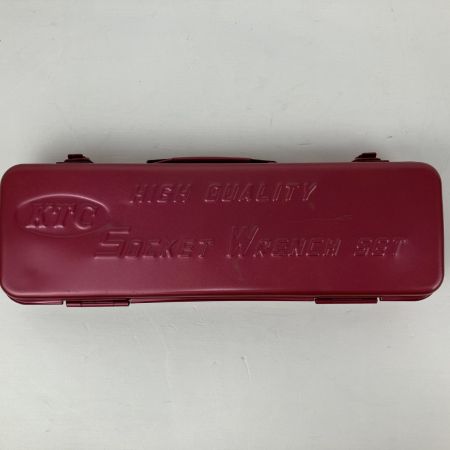 HIGH QUALITY
KTC
SOCKET WRENCH SET